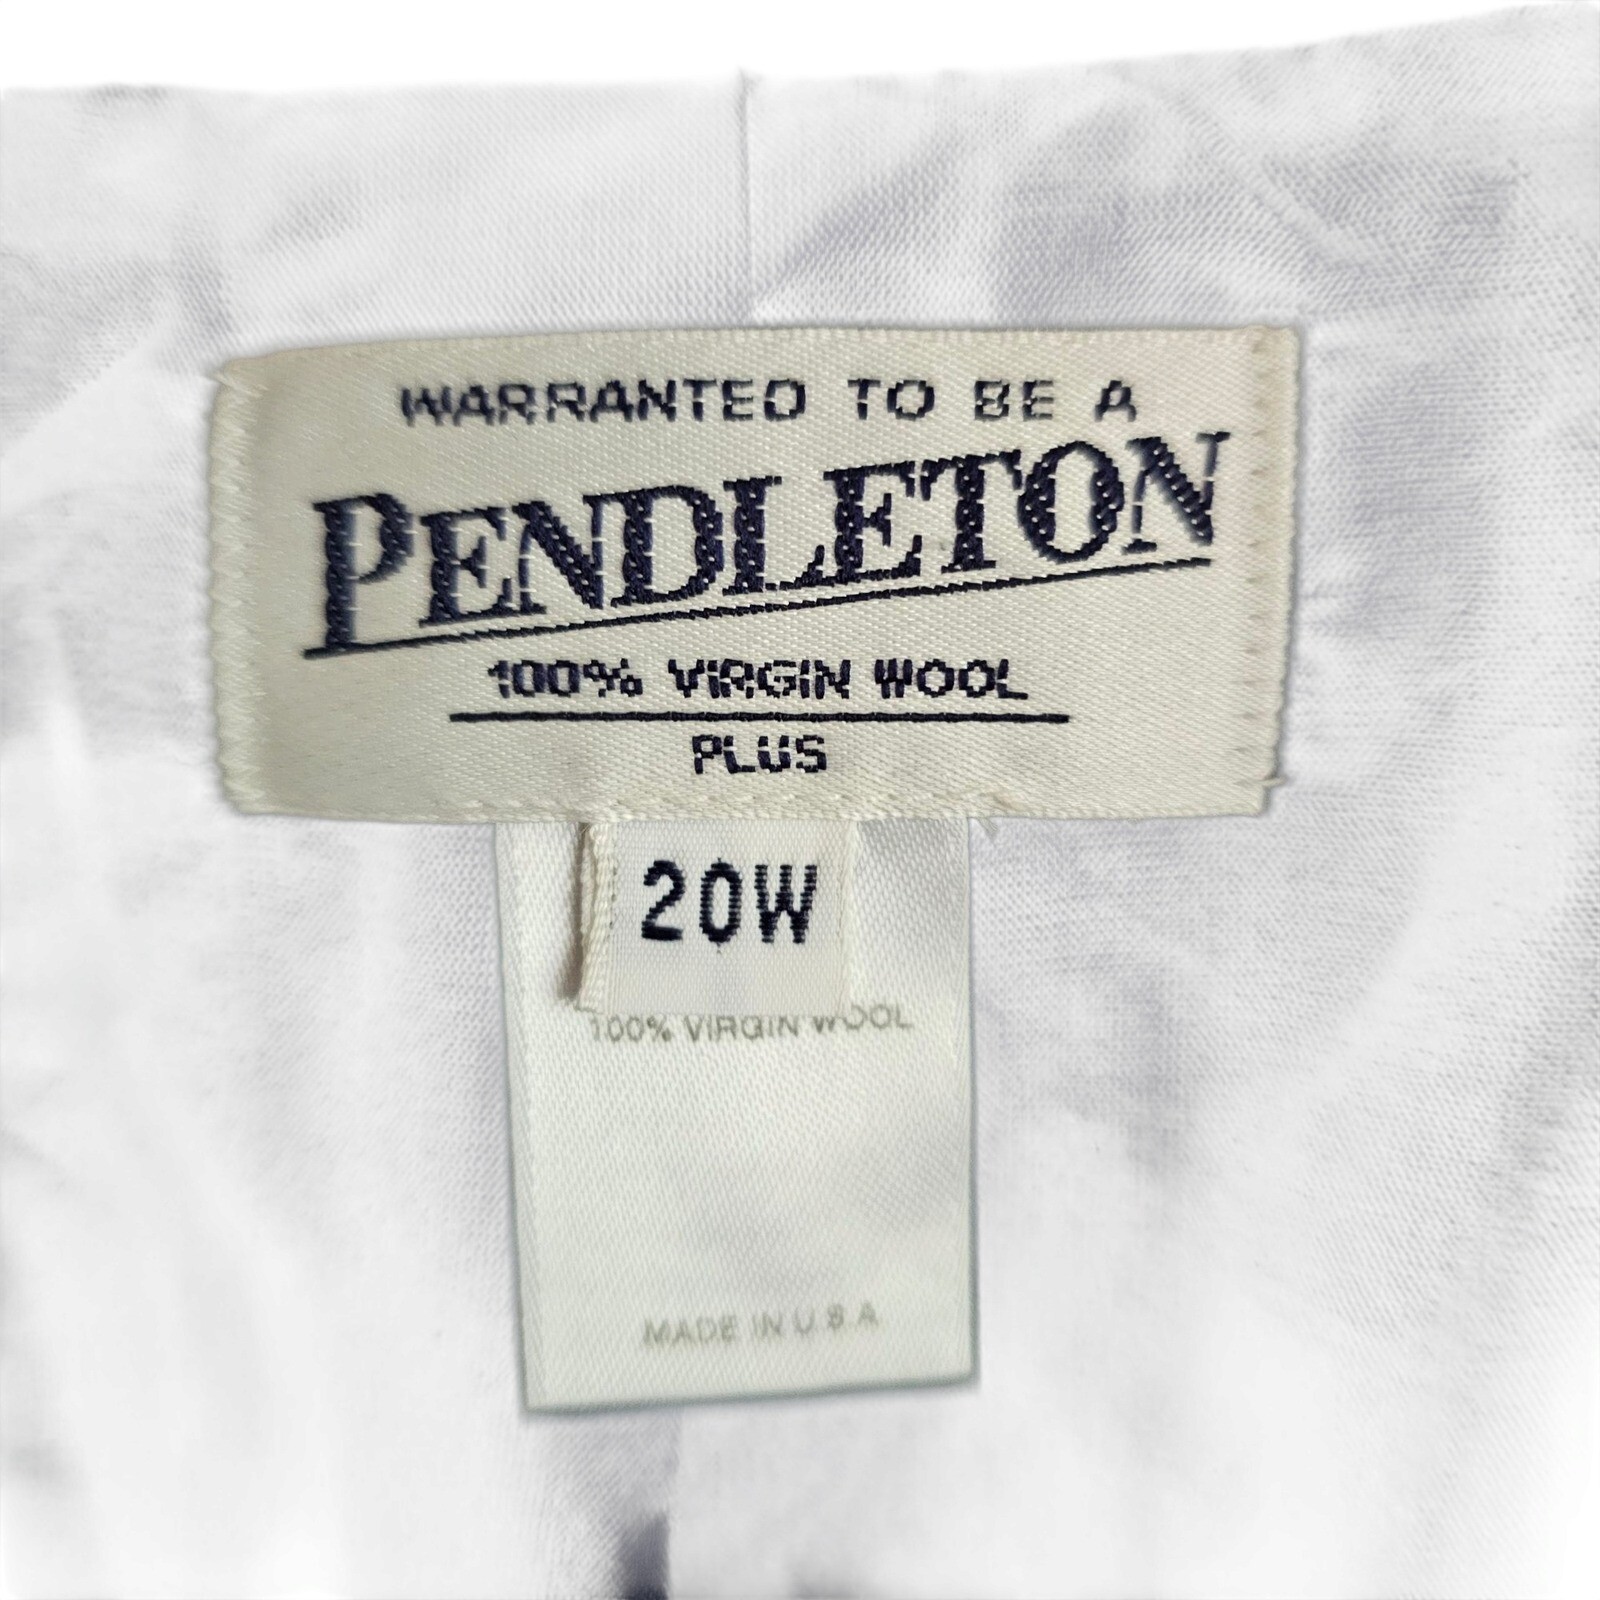 WARRANTED TO BE A
PENDLETON
100% VIRGIN WOOL
PLUS
20W
100% VIRGIN WOOL
MADE IN U.S.A